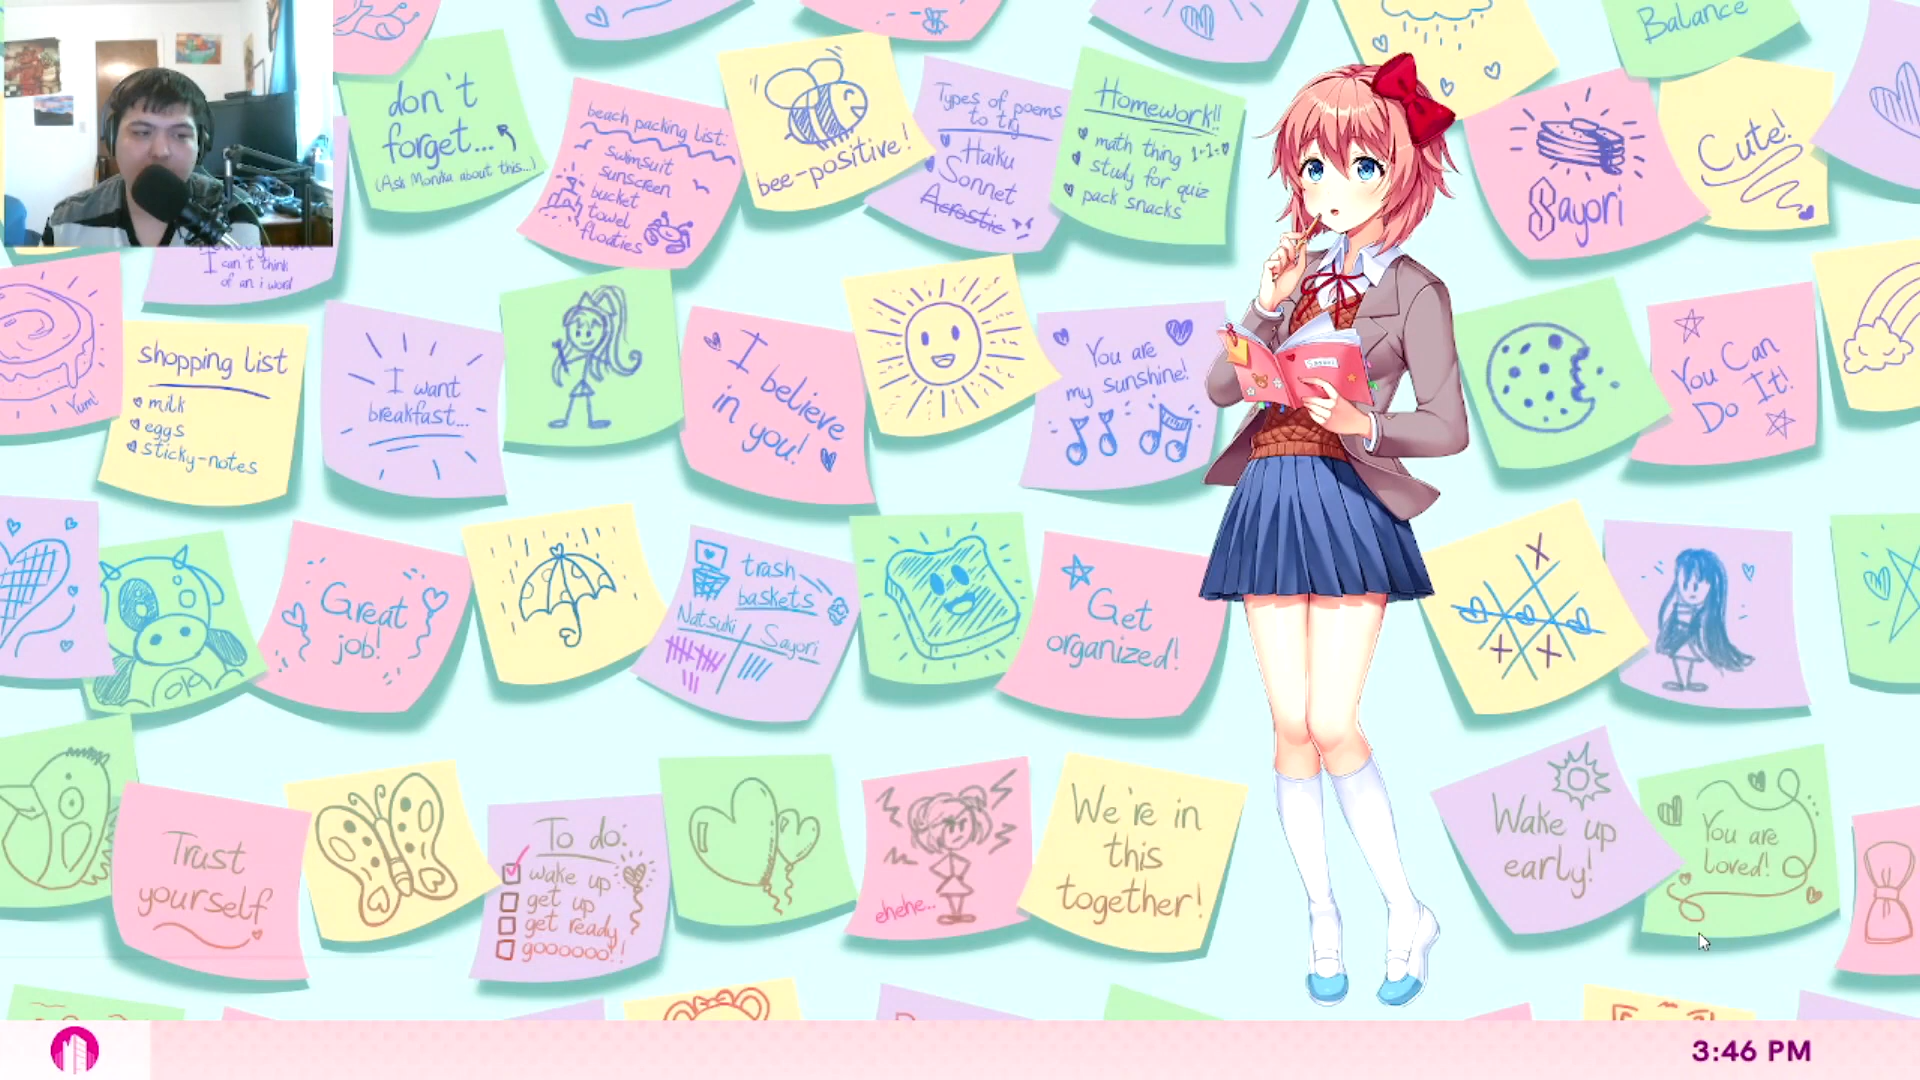 Balance
don't
forget...
(Ask Monika about this...)
beach packing list:
swimsuit
sunscreen
bucket
towel
floaties
bee-positive!
Types of poems
to try
Haiku
Sonnet
Acrostic
Homework!!
math thing 1+1=
study for quiz
pack snacks
Sayori
Cute!
I can't think
of an i word
Yum!
shopping list
milk
eggs
sticky-notes
I want
breakfast...
I believe
in you!
You are
my sunshine!
You Can
Do It!
Great
job!
trash
baskets
Natsuki
Sayori
Get
organized!
Trust
yourself
To do:
wake up
get up
get ready
goooooo!!
ehehe...
We're in
this
together!
Wake up
early!
You are
loved!
3:46 PM